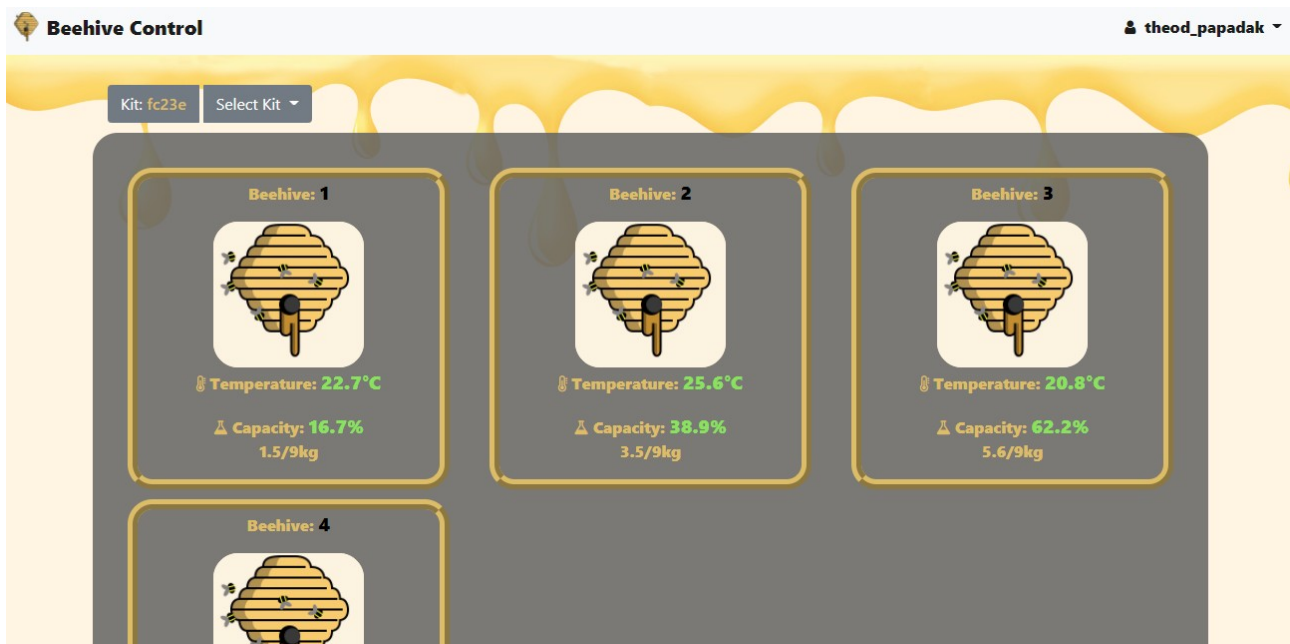 Beehive Control
theod_papadak
Kit: fc23e
Select Kit
Beehive: 1
Temperature: 22.7°C
Capacity: 16.7%
1.5/9kg
Beehive: 2
Temperature: 25.6°C
Capacity: 38.9%
3.5/9kg
Beehive: 3
Temperature: 20.8°C
Capacity: 62.2%
5.6/9kg
Beehive: 4